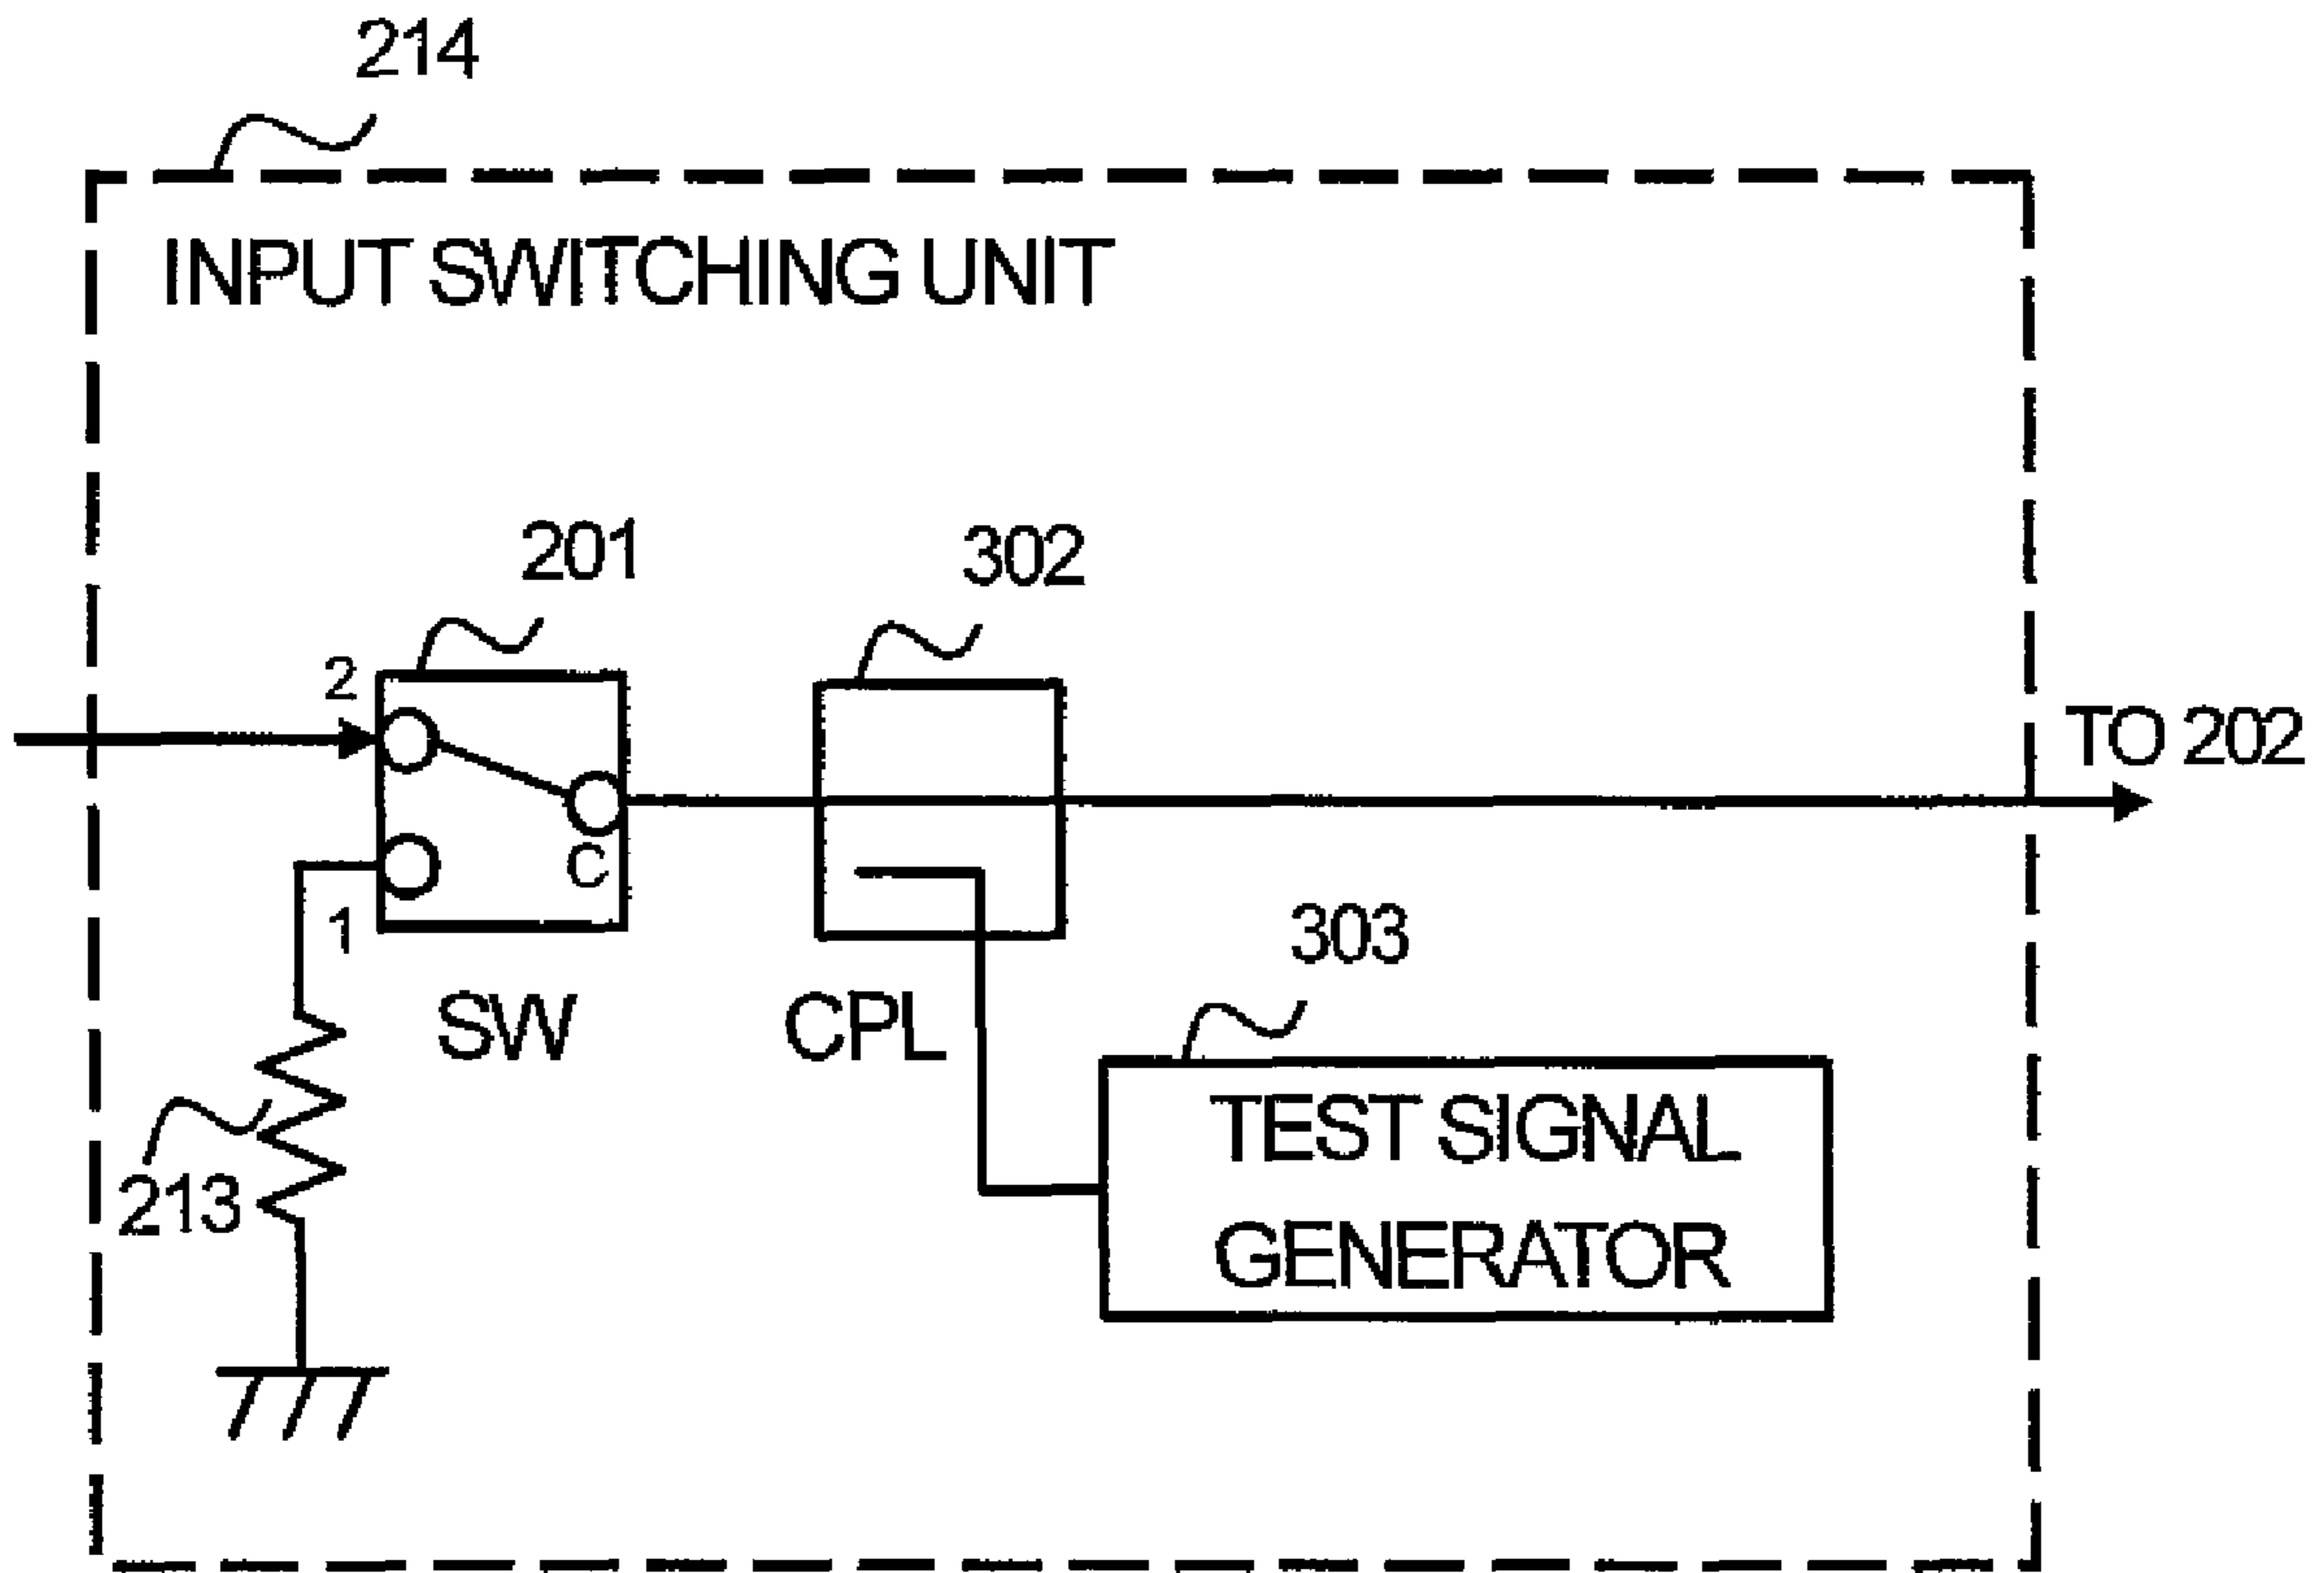 214
INPUT SWITCHING UNIT
201
302
2
TO 202
C
1
303
SW
CPL
TEST SIGNAL
GENERATOR
213